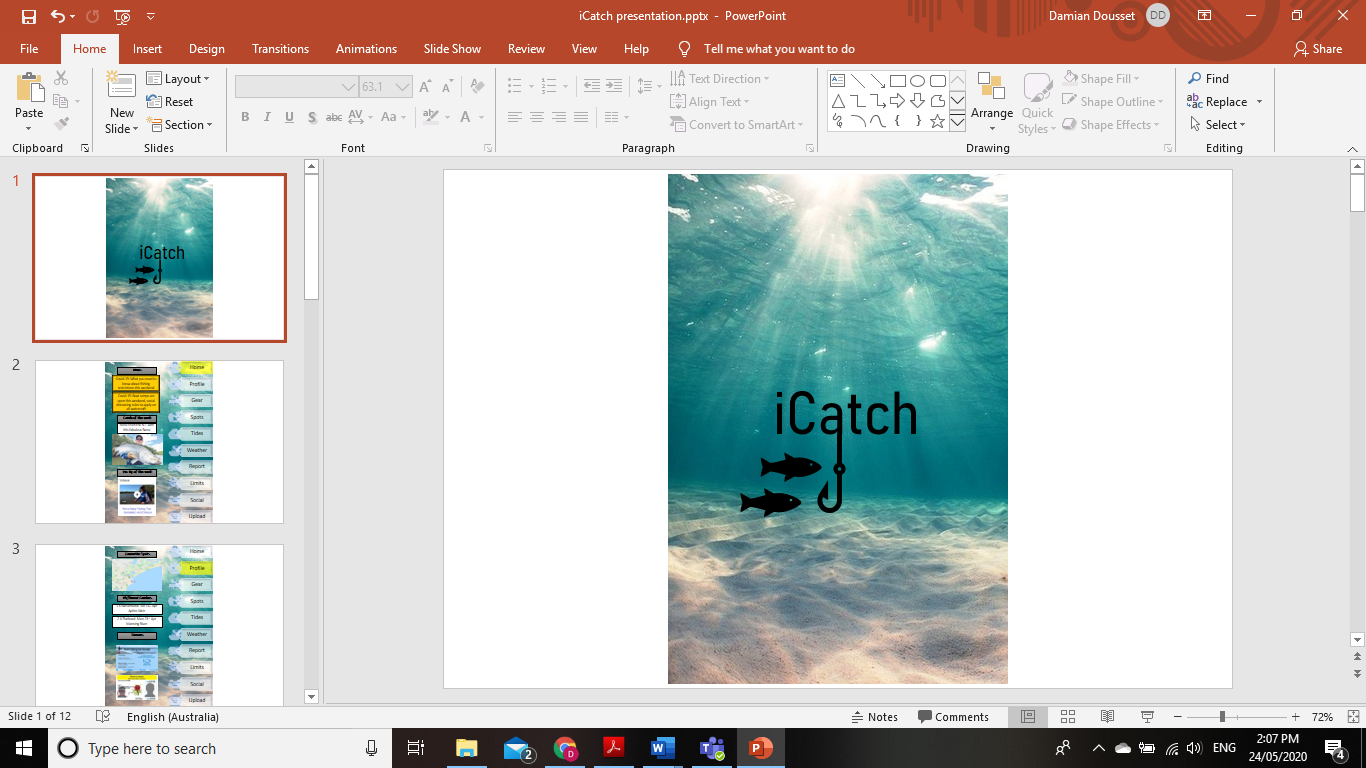 iCatch presentation.pptx - PowerPoint
Damian Dousset DD
File Home Insert Design Transitions Animations Slide Show Review View Help Tell me what you want to do Share
Paste
Clipboard
New Slide
Layout
Reset
Section
Slides
63.1
B I U S abc AV Aa
A
Font
Text Direction
Align Text
Convert to SmartArt
Paragraph
Arrange
Quick Styles
Shape Fill
Shape Outline
Shape Effects
Drawing
Find
Replace
Select
Editing
1
iCatch
2
Home
Profile
Gear
Spots
Tides
Weather
Report
Limits
Social
Upload
3
Home
Profile
Gear
Spots
Tides
Weather
Report
Limits
Social
Upload
iCatch
Slide 1 of 12 English (Australia) Notes Comments 72%
Type here to search
2
ENG
2:07 PM
24/05/2020
4